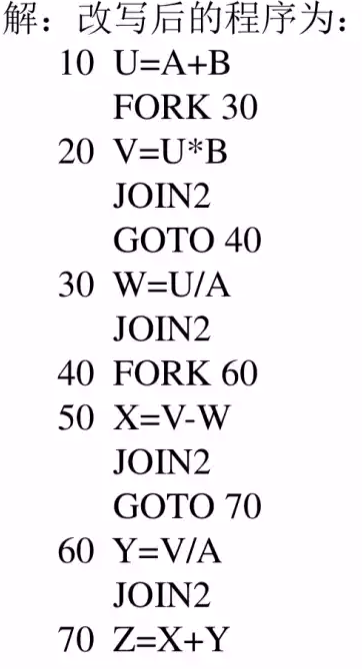 解：改写后的程序为：
10 U=A+B
FORK 30
20 V=U*B
JOIN2
GOTO 40
30 W=U/A
JOIN2
40 FORK 60
50 X=V-W
JOIN2
GOTO 70
60 Y=V/A
JOIN2
70 Z=X+Y